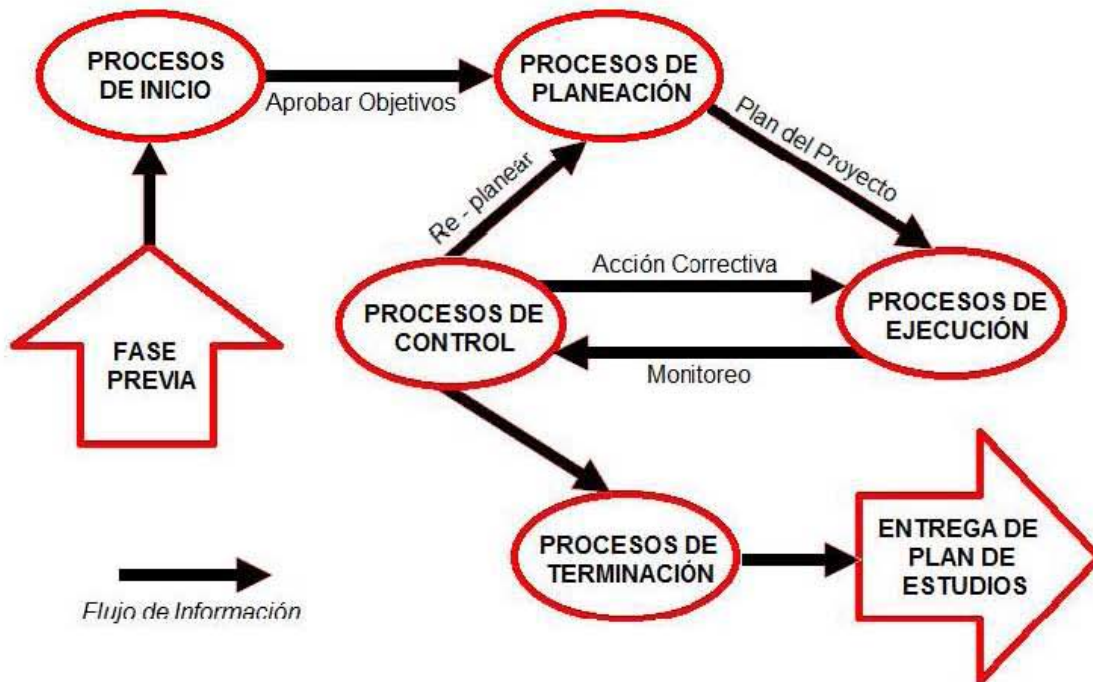 PROCESOS
DE INICIO
Aprobar Objetivos
PROCESOS DE
PLANEACIÓN
Plan del Proyecto
Re - planear
Acción Correctiva
PROCESOS DE
CONTROL
PROCESOS DE
EJECUCIÓN
Monitoreo
FASE
PREVIA
PROCESOS DE
TERMINACIÓN
ENTREGA DE
PLAN DE
ESTUDIOS
Flujo de Información